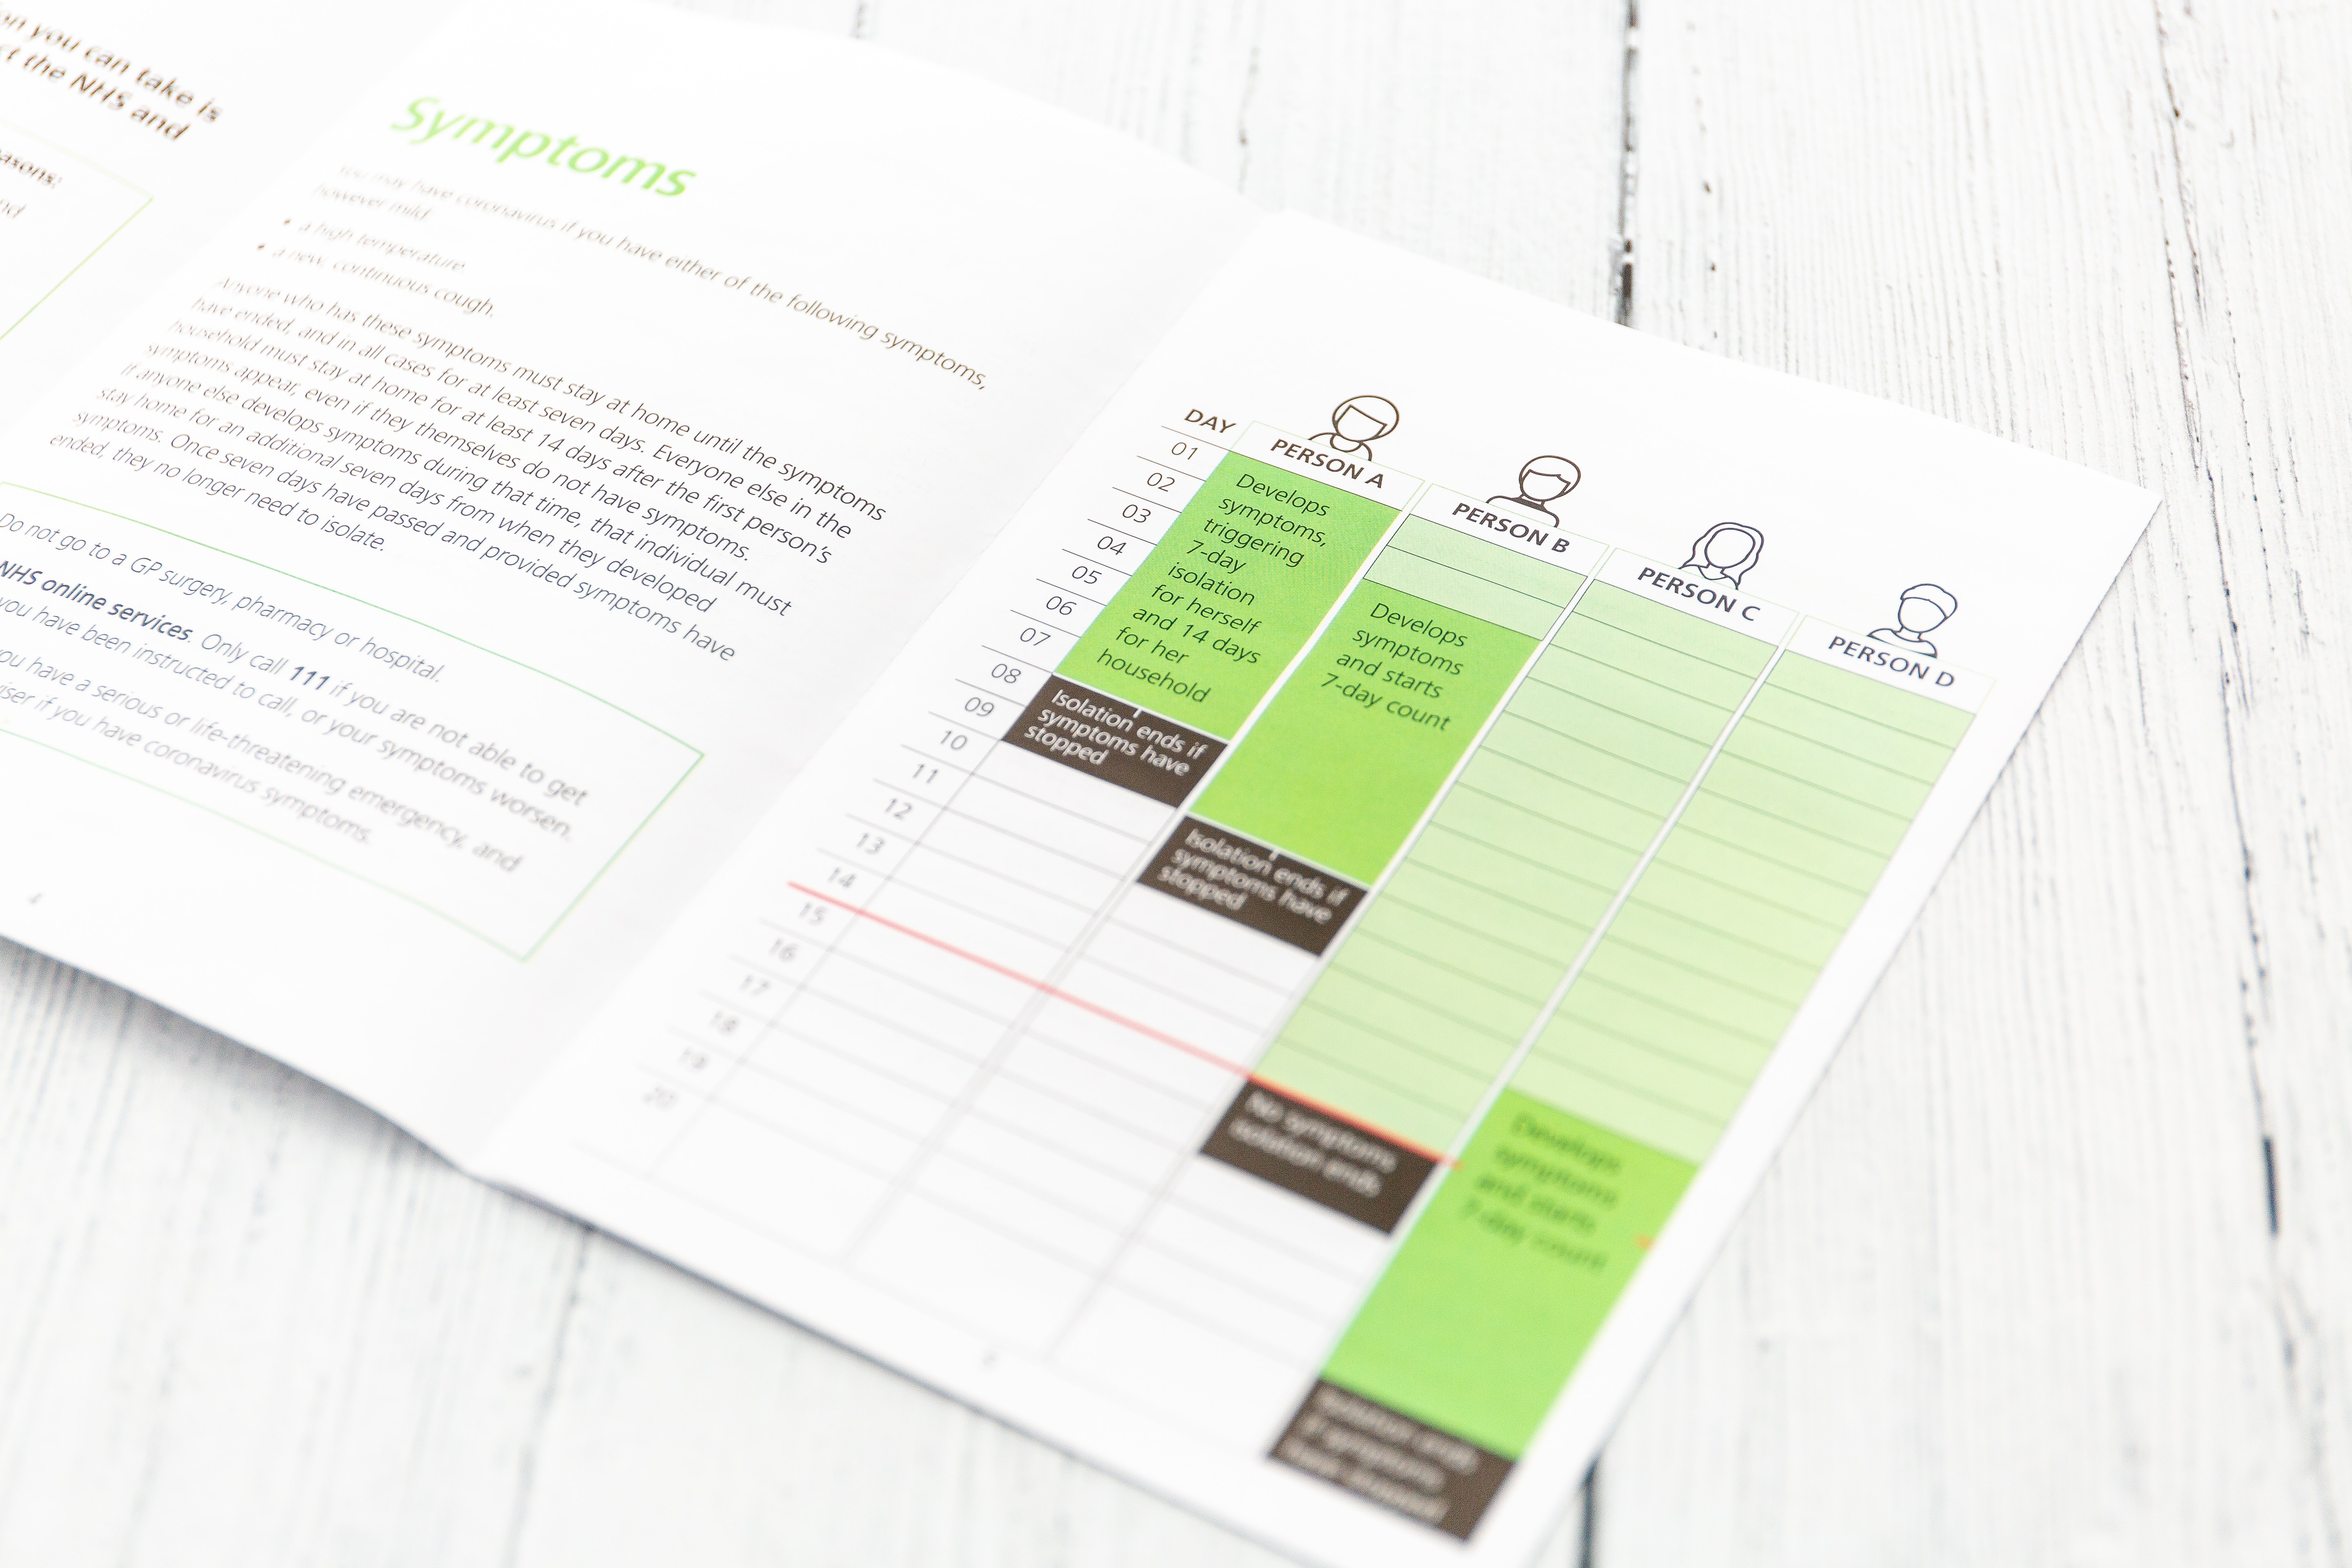 on you can take is
ct the NHS and
asons:
nd
Symptoms
You may have coronavirus if you have either of the following symptoms,
however mild:
• a high temperature
• a new, continuous cough.
Anyone who has these symptoms must stay at home until the symptoms
have ended, and in all cases for at least seven days. Everyone else in the
household must stay at home for at least 14 days after the first person's
symptoms appear, even if they themselves do not have symptoms.
If anyone else develops symptoms during that time, that individual must
stay home for an additional seven days from when they developed
symptoms. Once seven days have passed and provided symptoms have
ended, they no longer need to isolate.
Do not go to a GP surgery, pharmacy or hospital.
NHS online services. Only call 111 if you are not able to get
you have been instructed to call, or your symptoms worsen.
ou have a serious or life-threatening emergency, and
iser if you have coronavirus symptoms.
4
DAY
01
02
03
04
05
06
07
08
09
10
11
12
13
14
15
16
17
18
19
20
PERSON A
Develops
symptoms,
triggering
7-day
isolation
for herself
and 14 days
for her
household
Isolation ends if
symptoms have
stopped
PERSON B
Develops
symptoms
and starts
7-day count
Isolation ends if
symptoms have
stopped
PERSON C
No symptoms
isolation ends
PERSON D
Develops
symptoms
and starts
7-day count
Isolation ends
if symptoms
have stopped